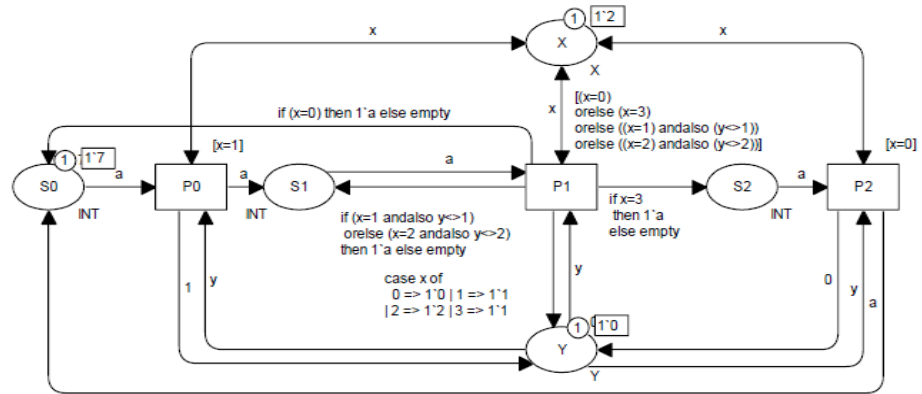 1 1`2
x
X
x
X
if (x=0) then 1`a else empty
x
[(x=0)
orelse (x=3)
orelse ((x=1) andalso (y<>1))
orelse ((x=2) andalso (y<>2))]
[x=1]
[x=0]
1 1`7
S0
a
P0
a
S1
a
P1
S2
a
P2
INT
INT
INT
if (x=1 andalso y<>1)
orelse (x=2 andalso y<>2)
then 1`a else empty
if x=3
then 1`a
else empty
case x of
0 => 1`0 | 1 => 1`1
| 2 => 1`2 | 3 => 1`1
1
y
y
0
y
a
1 1`0
Y
Y